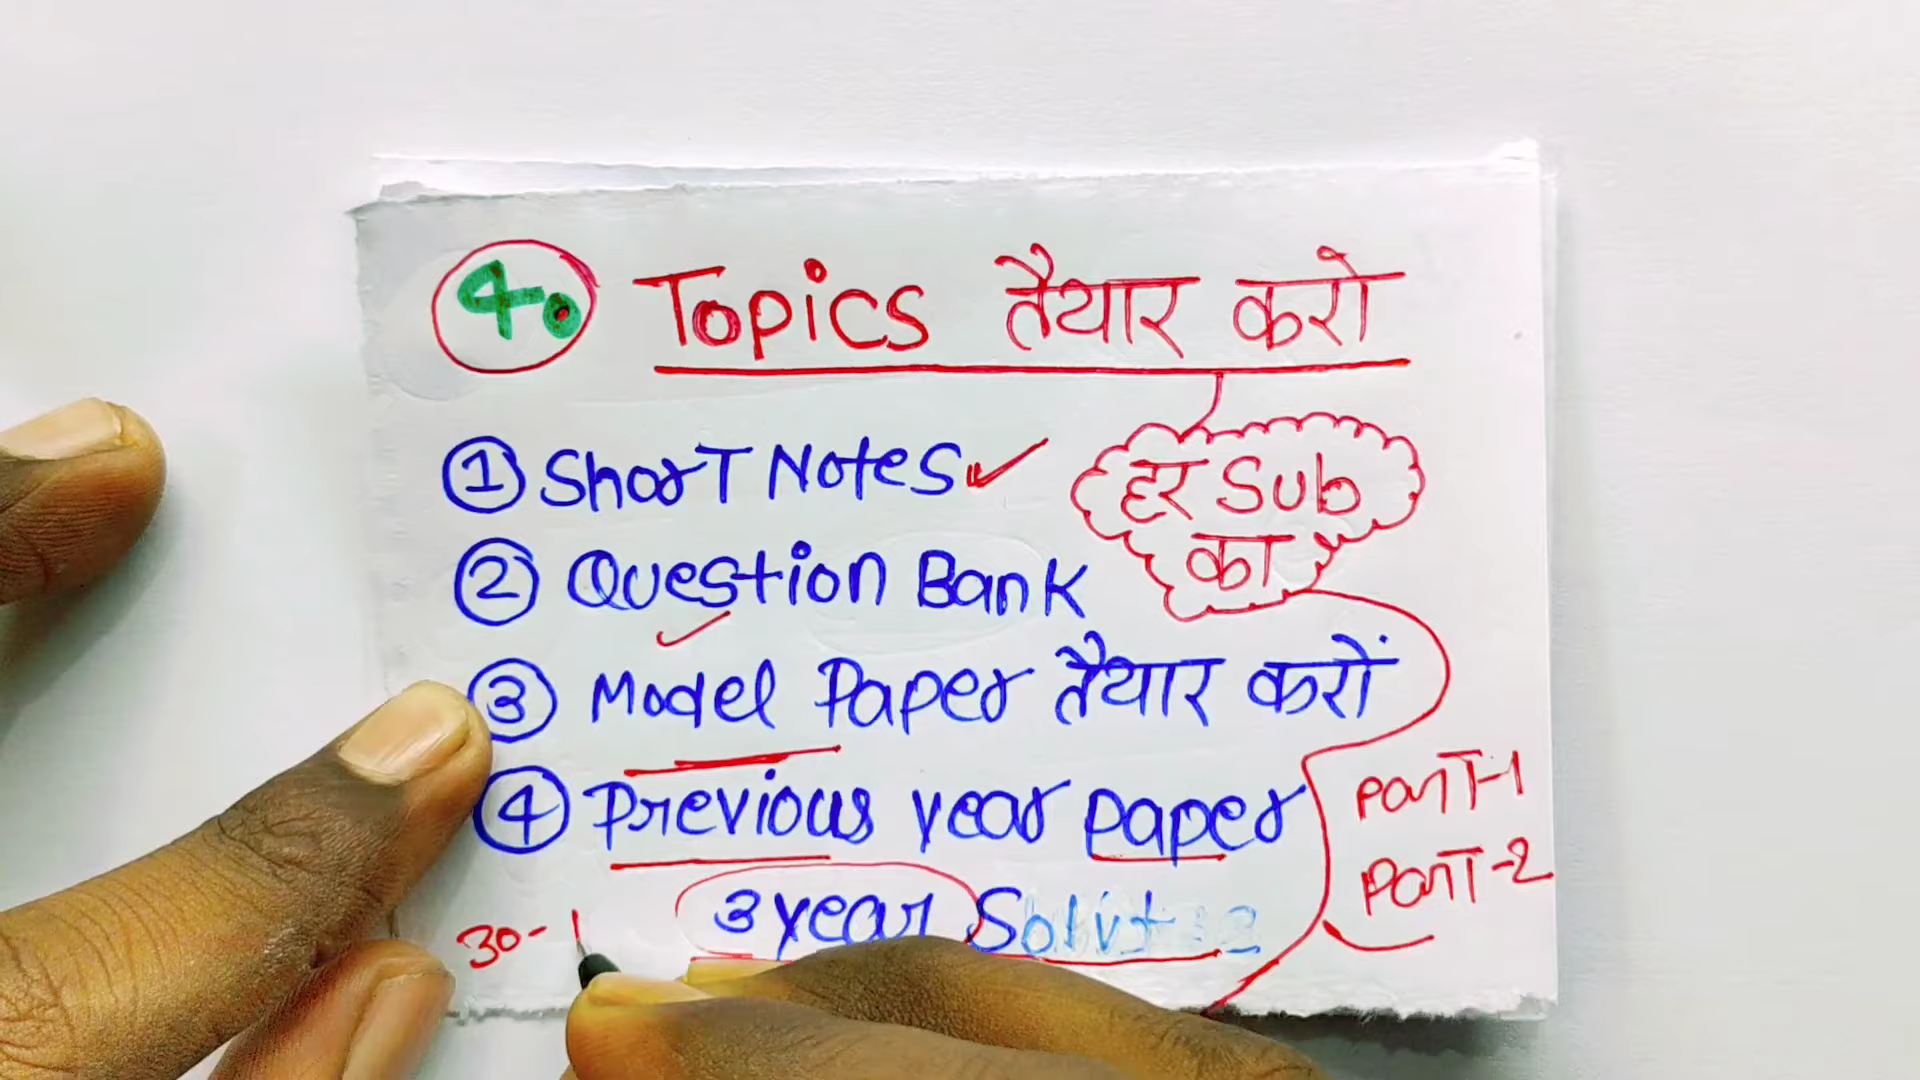 4. Topics तैयार करो
① Short Notes
हर Sub
का
② Question Bank
③ Model Paper तैयार करों
④ Previous year paper
Part-1
Part-2
3 year
30-1